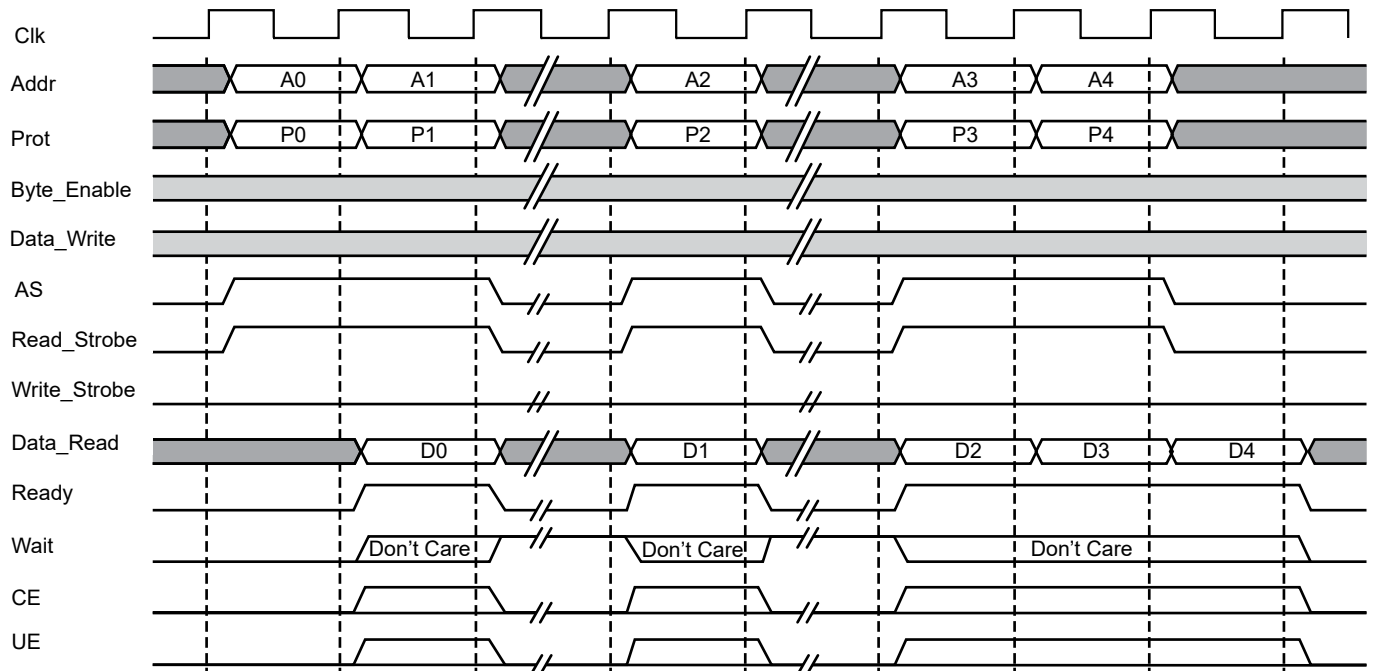 Clk
Addr A0 A1 A2 A3 A4
Prot P0 P1 P2 P3 P4
Byte_Enable
Data_Write
AS
Read_Strobe
Write_Strobe
Data_Read D0 D1 D2 D3 D4
Ready
Wait Don’t Care Don’t Care Don’t Care
CE
UE